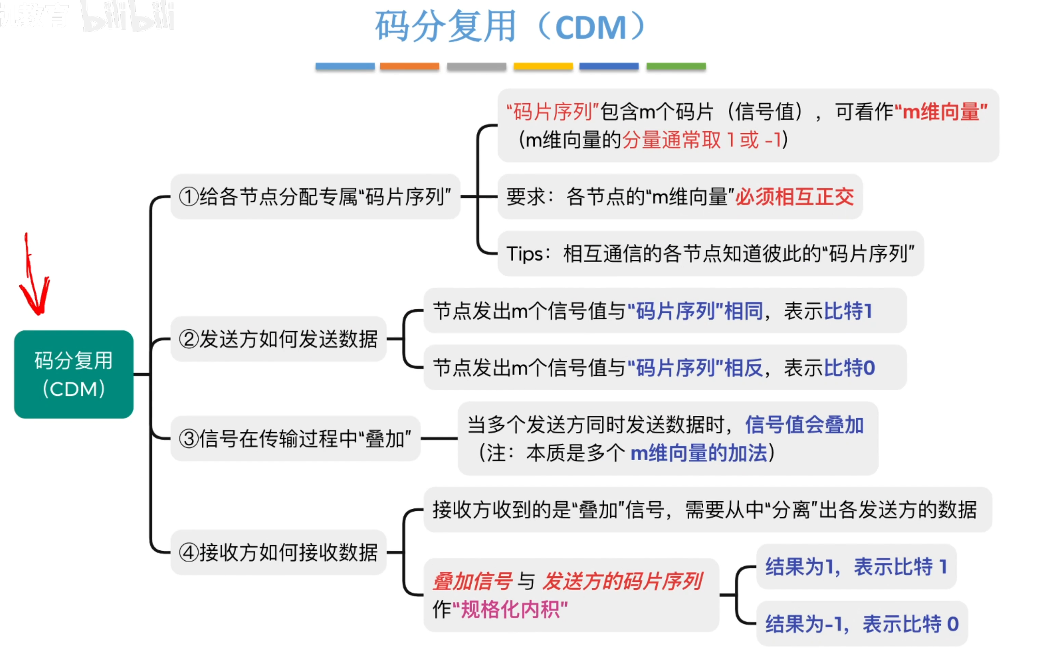 bilibili
码分复用（CDM）
“码片序列”包含m个码片（信号值），可看作“m维向量”
（m维向量的分量通常取 1 或 -1）
①给各节点分配专属“码片序列”
要求：各节点的“m维向量”必须相互正交
Tips：相互通信的各节点知道彼此的“码片序列”
节点发出m个信号值与“码片序列”相同，表示比特1
②发送方如何发送数据
节点发出m个信号值与“码片序列”相反，表示比特0
码分复用
（CDM）
当多个发送方同时发送数据时，信号值会叠加
③信号在传输过程中“叠加”
（注：本质是多个 m维向量的加法）
接收方收到的是“叠加”信号，需要从中“分离”出各发送方的数据
④接收方如何接收数据
叠加信号 与 发送方的码片序列
作“规格化内积”
结果为1，表示比特 1
结果为-1，表示比特 0